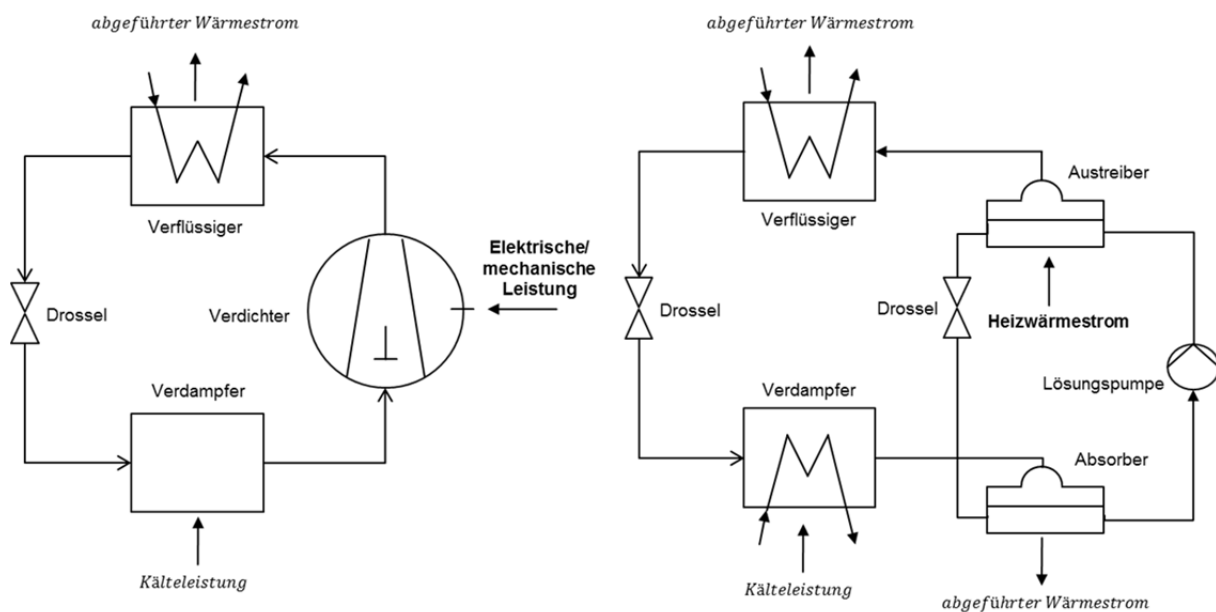 abgeführter Wärmestrom
Verflüssiger
Drossel
Verdichter
Elektrische/
mechanische
Leistung
Verdampfer
Kälteleistung
abgeführter Wärmestrom
Verflüssiger
Austreiber
Drossel
Drossel
Heizwärmestrom
Lösungspumpe
Verdampfer
Absorber
Kälteleistung
abgeführter Wärmestrom